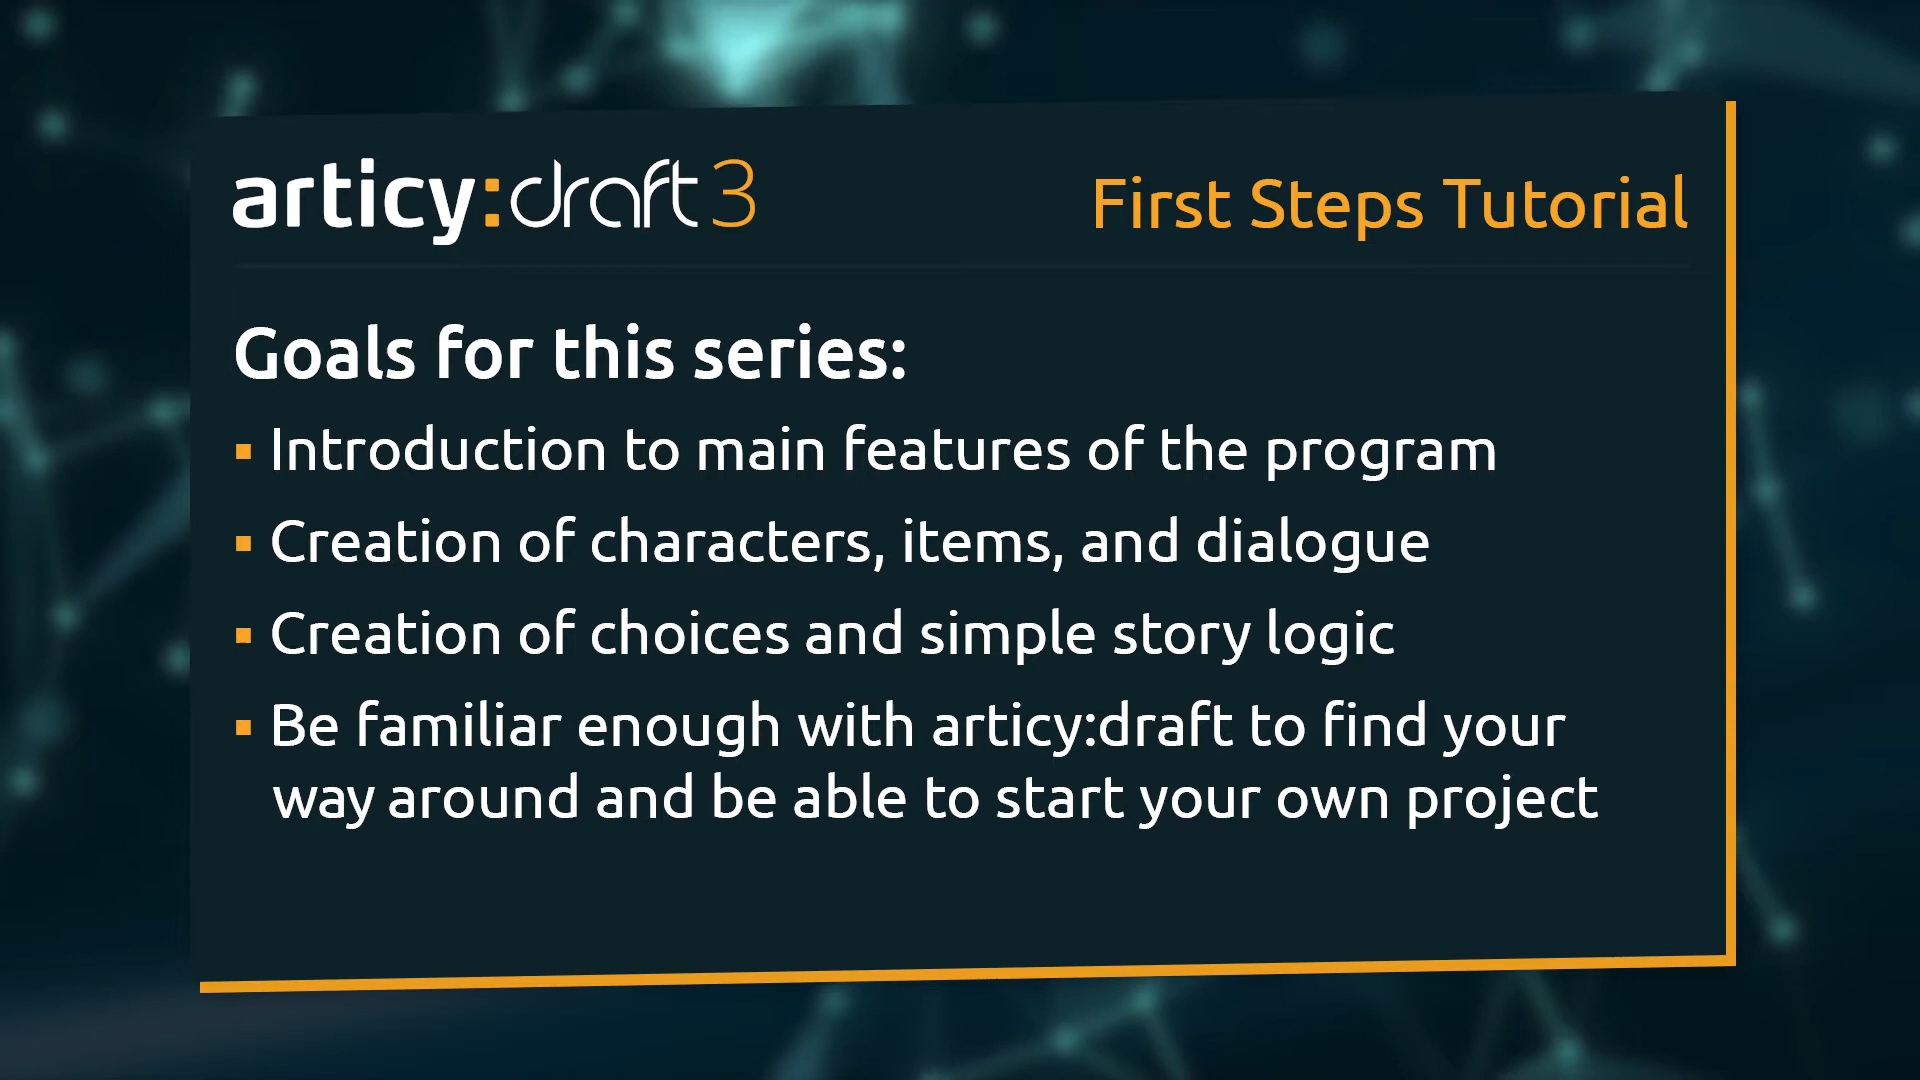 articy:draft 3
First Steps Tutorial
Goals for this series:
▪ Introduction to main features of the program
▪ Creation of characters, items, and dialogue
▪ Creation of choices and simple story logic
▪ Be familiar enough with articy:draft to find your
way around and be able to start your own project